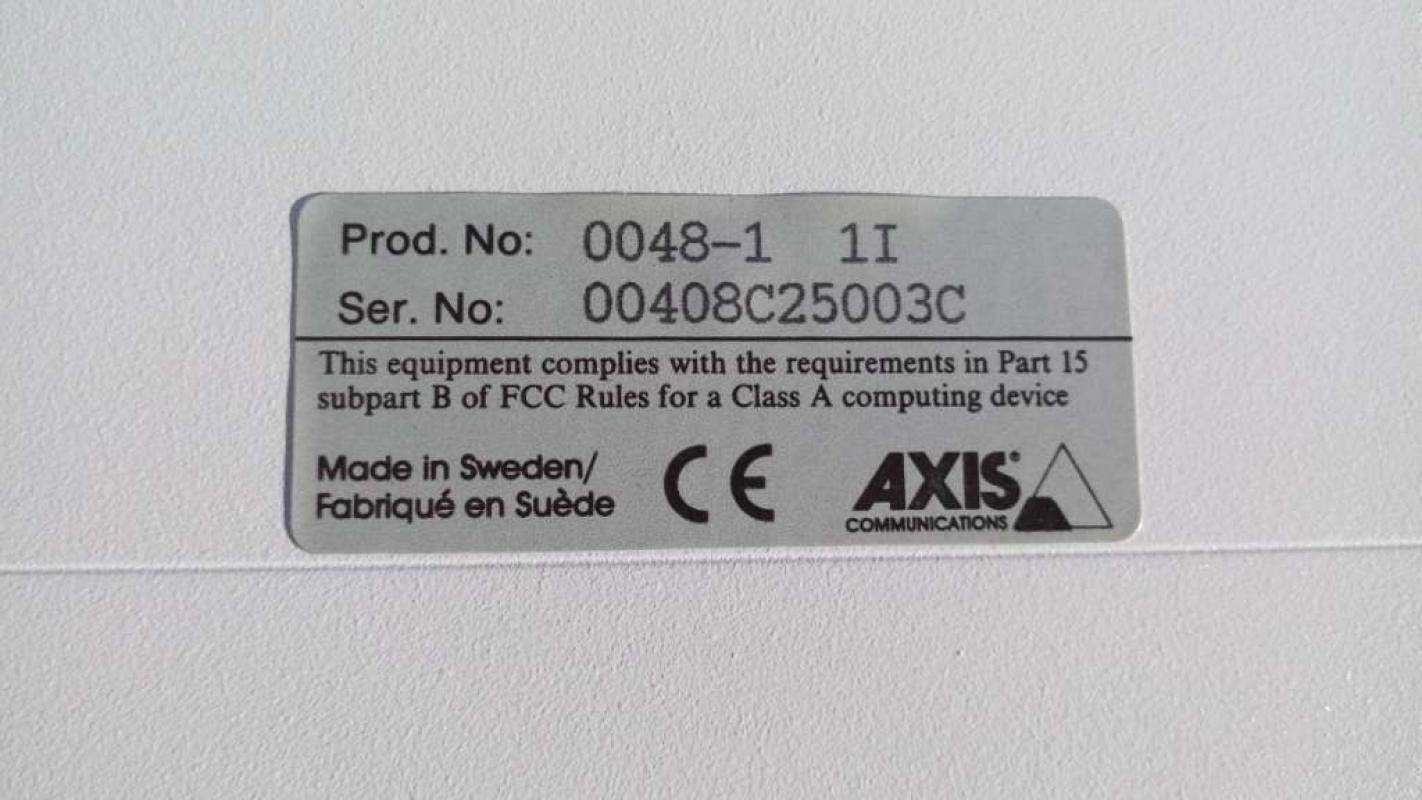 Prod. No: 0048-1 1I
Ser. No: 00408C25003C
This equipment complies with the requirements in Part 15
subpart B of FCC Rules for a Class A computing device
Made in Sweden/
Fabriqué en Suède
CE
AXIS®
COMMUNICATIONS